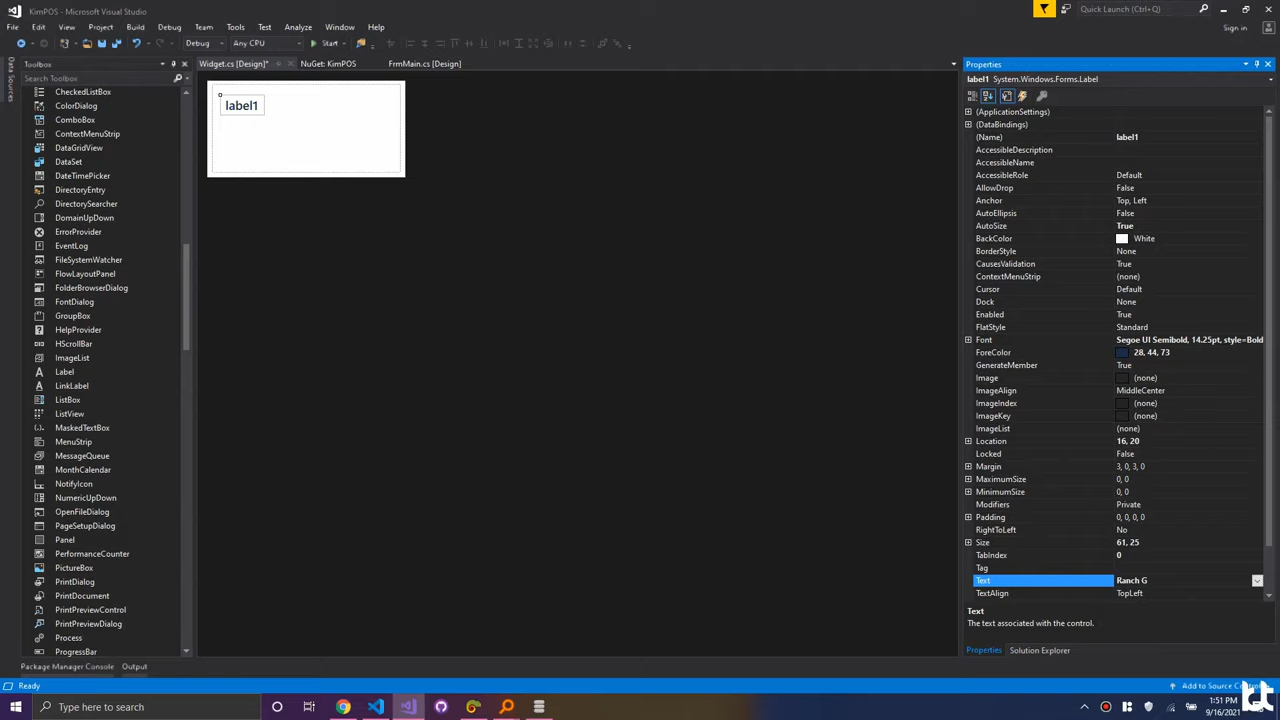 KimPOS - Microsoft Visual Studio
Quick Launch (Ctrl+Q)
File Edit View Project Build Debug Team Tools Test Window Help
Sign in
Debug Any CPU Start
Data Sources
Toolbox
Search Toolbox
CheckedListBox
ColorDialog
ComboBox
ContextMenuStrip
DataGridView
DataSet
DateTimePicker
DirectoryEntry
DirectorySearcher
DomainUpDown
ErrorProvider
EventLog
FileSystemWatcher
FlowLayoutPanel
FolderBrowserDialog
FontDialog
GroupBox
HelpProvider
HScrollBar
ImageList
Label
LinkLabel
ListBox
ListView
MaskedTextBox
MenuStrip
MessageQueue
MonthCalendar
NotifyIcon
NumericUpDown
OpenFileDialog
PageSetupDialog
Panel
PerformanceCounter
PictureBox
PrintDialog
PrintDocument
PrintPreviewControl
PrintPreviewDialog
Process
ProgressBar
Widget.cs [Design]* NuGet: KimPOS FrmMain.cs [Design]
label1
Properties
label1 System.Windows.Forms.Label
(ApplicationSettings)
(DataBindings)
(Name) label1
AccessibleDescription
AccessibleName
AccessibleRole Default
AllowDrop False
Anchor Top, Left
AutoEllipsis False
AutoSize True
BackColor White
BorderStyle None
CausesValidation True
ContextMenuStrip (none)
Cursor Default
Dock None
Enabled True
FlatStyle Standard
Font Segoe UI Semibold, 14.25pt, style=Bold
ForeColor 28, 44, 73
GenerateMember True
Image (none)
ImageAlign MiddleCenter
ImageIndex (none)
ImageKey (none)
ImageList (none)
Location 16, 20
Locked False
Margin 3, 0, 3, 0
MaximumSize 0, 0
MinimumSize 0, 0
Modifiers Private
Padding 0, 0, 0, 0
RightToLeft No
Size 61, 25
TabIndex 0
Tag
Text Ranch G
TextAlign TopLeft
Text
The text associated with the control.
Properties Solution Explorer
Package Manager Console Output
Ready
Add to Source
Type here to search
1:51 PM
9/16/2021